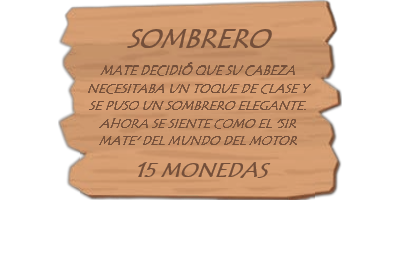 SOMBRERO
MATE DECIDIÓ QUE SU CABEZA
NECESITABA UN TOQUE DE CLASE Y
SE PUSO UN SOMBRERO ELEGANTE.
AHORA SE SIENTE COMO EL 'SIR
MATE' DEL MUNDO DEL MOTOR
15 MONEDAS